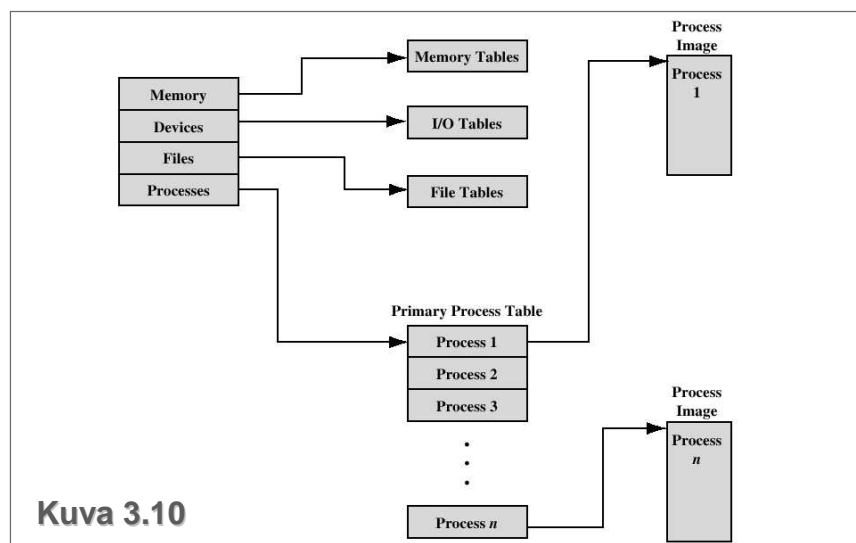 Memory
Devices
Files
Processes
Memory Tables
I/O Tables
File Tables
Primary Process Table
Process 1
Process 2
Process 3
Process n
Process
Image
Process
1
Process
Image
Process
n
Kuva 3.10